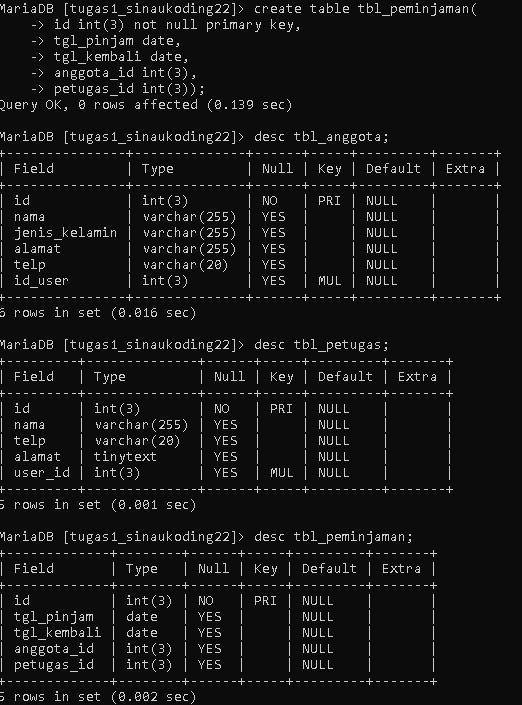 MariaDB [tugas1_sinaukoding22]> create table tbl_peminjaman(
    -> id int(3) not null primary key,
    -> tgl_pinjam date,
    -> tgl_kembali date,
    -> anggota_id int(3),
    -> petugas_id int(3));
Query OK, 0 rows affected (0.139 sec)

MariaDB [tugas1_sinaukoding22]> desc tbl_anggota;
+---------------+--------------+------+-----+---------+-------+
| Field         | Type         | Null | Key | Default | Extra |
+---------------+--------------+------+-----+---------+-------+
| id            | int(3)       | NO   | PRI | NULL    |       |
| nama          | varchar(255) | YES  |     | NULL    |       |
| jenis_kelamin | varchar(255) | YES  |     | NULL    |       |
| alamat        | varchar(255) | YES  |     | NULL    |       |
| telp          | varchar(20)  | YES  |     | NULL    |       |
| id_user       | int(3)       | YES  | MUL | NULL    |       |
+---------------+--------------+------+-----+---------+-------+
6 rows in set (0.016 sec)

MariaDB [tugas1_sinaukoding22]> desc tbl_petugas;
+---------+--------------+------+-----+---------+-------+
| Field   | Type         | Null | Key | Default | Extra |
+---------+--------------+------+-----+---------+-------+
| id      | int(3)       | NO   | PRI | NULL    |       |
| nama    | varchar(255) | YES  |     | NULL    |       |
| telp    | varchar(20)  | YES  |     | NULL    |       |
| alamat  | tinytext     | YES  |     | NULL    |       |
| user_id | int(3)       | YES  | MUL | NULL    |       |
+---------+--------------+------+-----+---------+-------+
5 rows in set (0.001 sec)

MariaDB [tugas1_sinaukoding22]> desc tbl_peminjaman;
+-------------+--------+------+-----+---------+-------+
| Field       | Type   | Null | Key | Default | Extra |
+-------------+--------+------+-----+---------+-------+
| id          | int(3) | NO   | PRI | NULL    |       |
| tgl_pinjam  | date   | YES  |     | NULL    |       |
| tgl_kembali | date   | YES  |     | NULL    |       |
| anggota_id  | int(3) | YES  |     | NULL    |       |
| petugas_id  | int(3) | YES  |     | NULL    |       |
+-------------+--------+------+-----+---------+-------+
5 rows in set (0.002 sec)